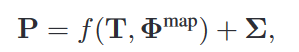 P = f(T, Φ^map) + Σ,